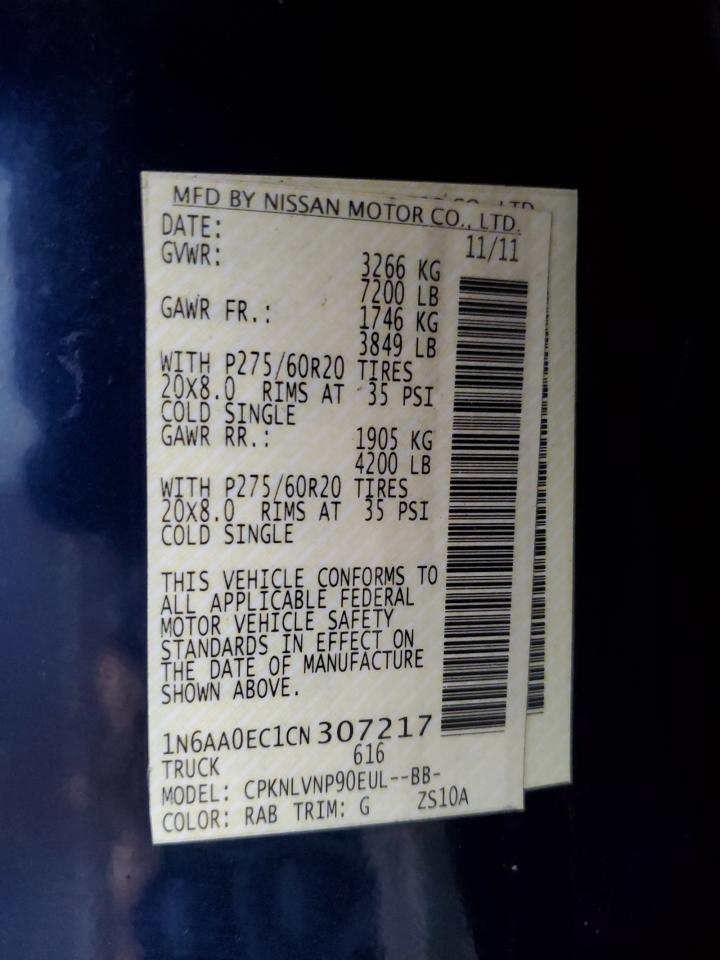 MFD BY NISSAN MOTOR CO., LTD.
DATE: 11/11
GVWR: 3266 KG
7200 LB
GAWR FR.: 1746 KG
3849 LB
WITH P275/60R20 TIRES
20X8.0 RIMS AT 35 PSI
COLD SINGLE
GAWR RR.: 1905 KG
4200 LB
WITH P275/60R20 TIRES
20X8.0 RIMS AT 35 PSI
COLD SINGLE
THIS VEHICLE CONFORMS TO
ALL APPLICABLE FEDERAL
MOTOR VEHICLE SAFETY
STANDARDS IN EFFECT ON
THE DATE OF MANUFACTURE
SHOWN ABOVE.
1N6AA0EC1CN307217
TRUCK 616
MODEL: CPKNLVNP90EUL--BB-
COLOR: RAB TRIM: G ZS10A